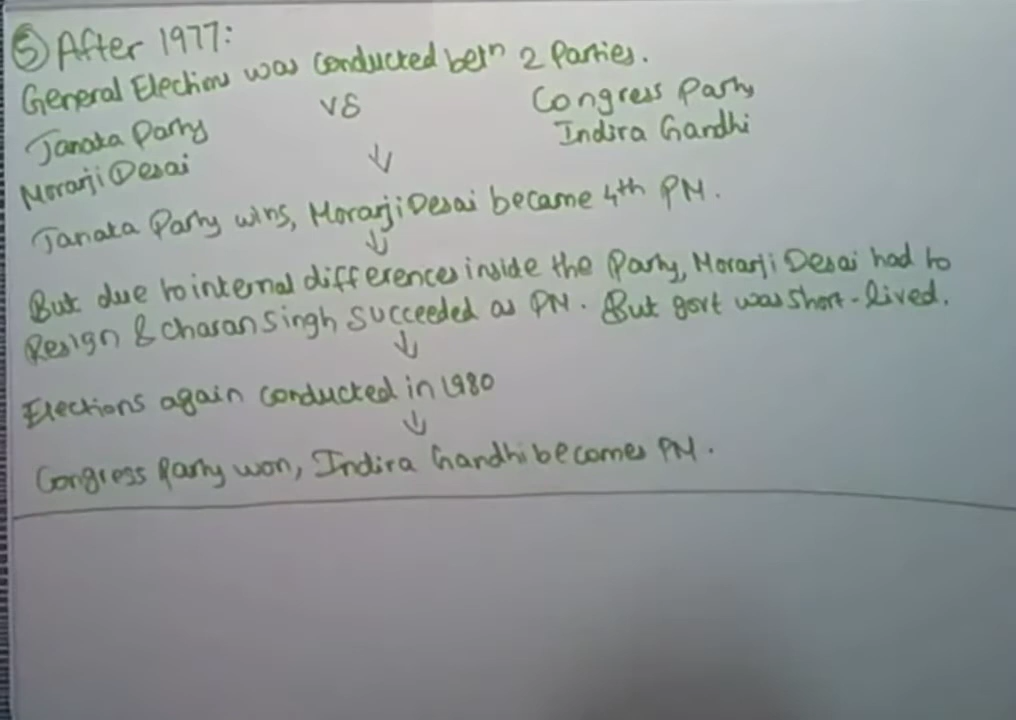 ⑤ After 1977:
General Election was conducted betn 2 Parties.
Janata Party vs Congress Party
Moranji Desai Indira Gandhi
↓
Janata Party wins, Moranji Desai became 4th PM.
↓
But due to internal differences inside the Party, Moranji Desai had to
Resign & Charan Singh succeeded as PM. But govt was short-lived.
↓
Elections again conducted in 1980
↓
Congress Party won, Indira Gandhi becomes PM.